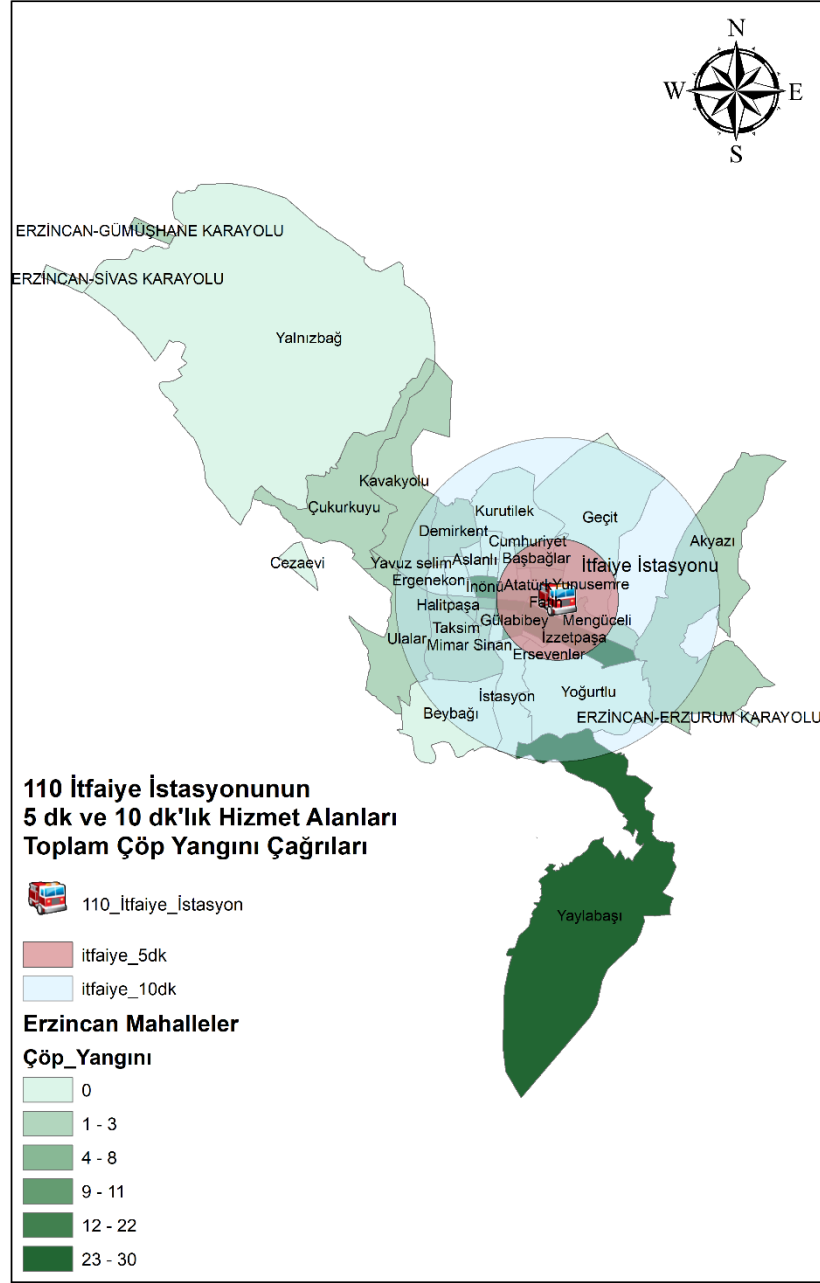 N
W E
S
ERZİNCAN-GÜMÜŞHANE KARAYOLU
ERZİNCAN-SİVAS KARAYOLU
Yalnızbağ
Kavakyolu
Çukurkuyu
Kurutilek
Geçit
Demirkent
Cumhuriyet
Akyazı
Cezaevi
Yavuz selim
Aslanlı
Başbağlar
İtfaiye İstasyonu
Ergenekon
İnönü
Atatürk
Yunusemre
Halitpaşa
Fatih
Gülabibey
Mengüceli
Taksim
Ulalar
Mimar Sinan
İzzetpaşa
Ersevenler
İstasyon
Yoğurtlu
Beybağı
ERZİNCAN-ERZURUM KARAYOLU
Yaylabaşı
110 İtfaiye İstasyonunun
5 dk ve 10 dk'lık Hizmet Alanları
Toplam Çöp Yangını Çağrıları
110_İtfaiye_İstasyon
itfaiye_5dk
itfaiye_10dk
Erzincan Mahalleler
Çöp_Yangını
0
1 - 3
4 - 8
9 - 11
12 - 22
23 - 30